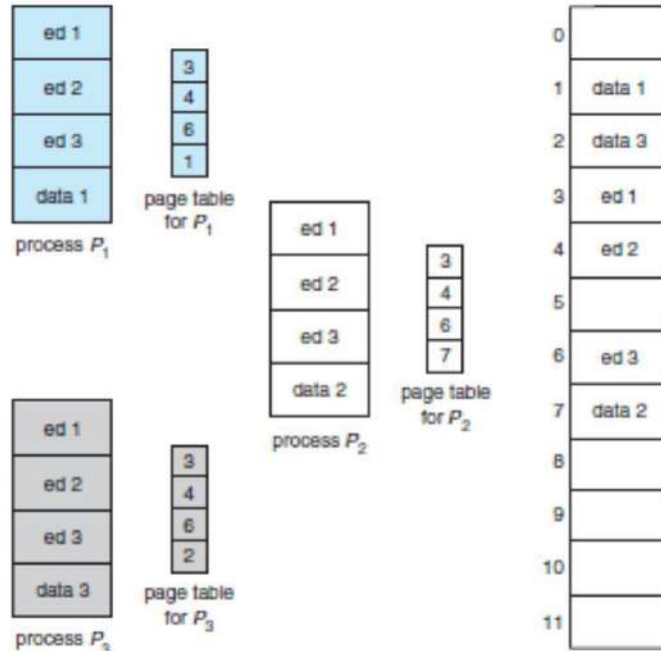 ed 1
ed 2
ed 3
data 1
process P₁
3
4
6
1
page table
for P₁
ed 1
ed 2
ed 3
data 2
process P₂
3
4
6
7
page table
for P₂
ed 1
ed 2
ed 3
data 3
process P₃
3
4
6
2
page table
for P₃
0
1 data 1
2 data 3
3 ed 1
4 ed 2
5
6 ed 3
7 data 2
8
9
10
11